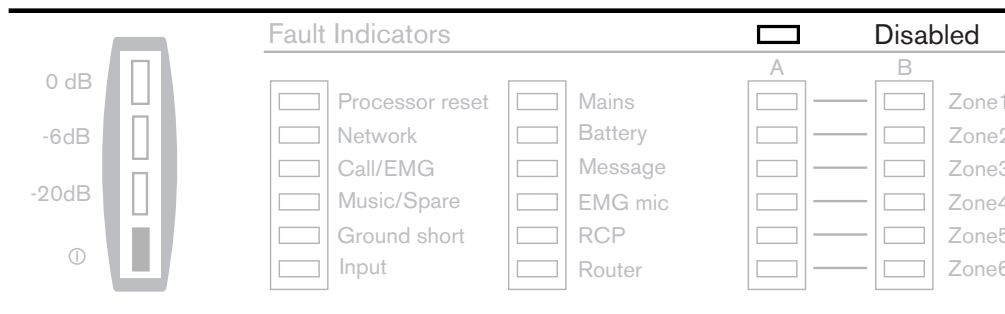 Fault Indicators
Disabled
A B
0 dB
-6dB
-20dB
Processor reset
Network
Call/EMG
Music/Spare
Ground short
Input
Mains
Battery
Message
EMG mic
RCP
Router
Zone1
Zone2
Zone3
Zone4
Zone5
Zone6